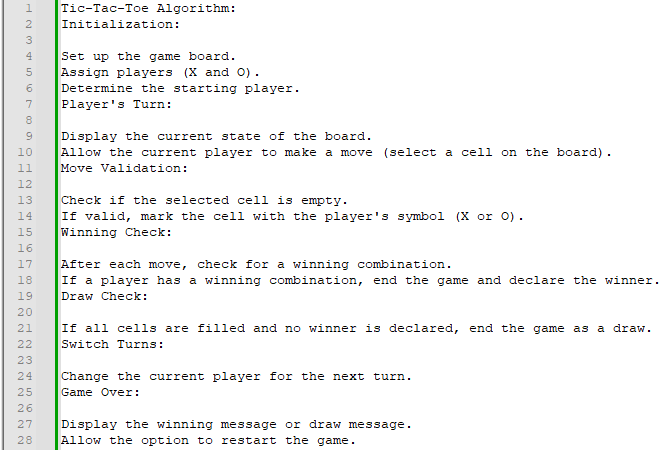 1 Tic-Tac-Toe Algorithm:
2 Initialization:
3
4 Set up the game board.
5 Assign players (X and O).
6 Determine the starting player.
7 Player's Turn:
8
9 Display the current state of the board.
10 Allow the current player to make a move (select a cell on the board).
11 Move Validation:
12
13 Check if the selected cell is empty.
14 If valid, mark the cell with the player's symbol (X or O).
15 Winning Check:
16
17 After each move, check for a winning combination.
18 If a player has a winning combination, end the game and declare the winner.
19 Draw Check:
20
21 If all cells are filled and no winner is declared, end the game as a draw.
22 Switch Turns:
23
24 Change the current player for the next turn.
25 Game Over:
26
27 Display the winning message or draw message.
28 Allow the option to restart the game.